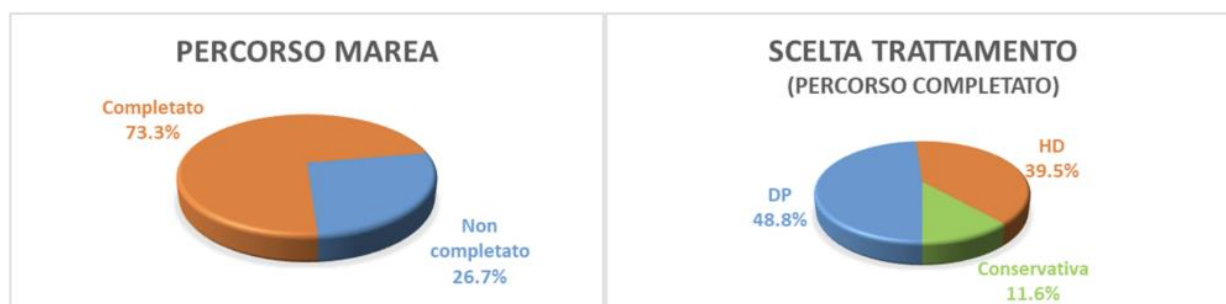 PERCORSO MAREA
Completato
73.3%
Non
completato
26.7%
SCELTA TRATTAMENTO
(PERCORSO COMPLETATO)
HD
39.5%
DP
48.8%
Conservativa
11.6%